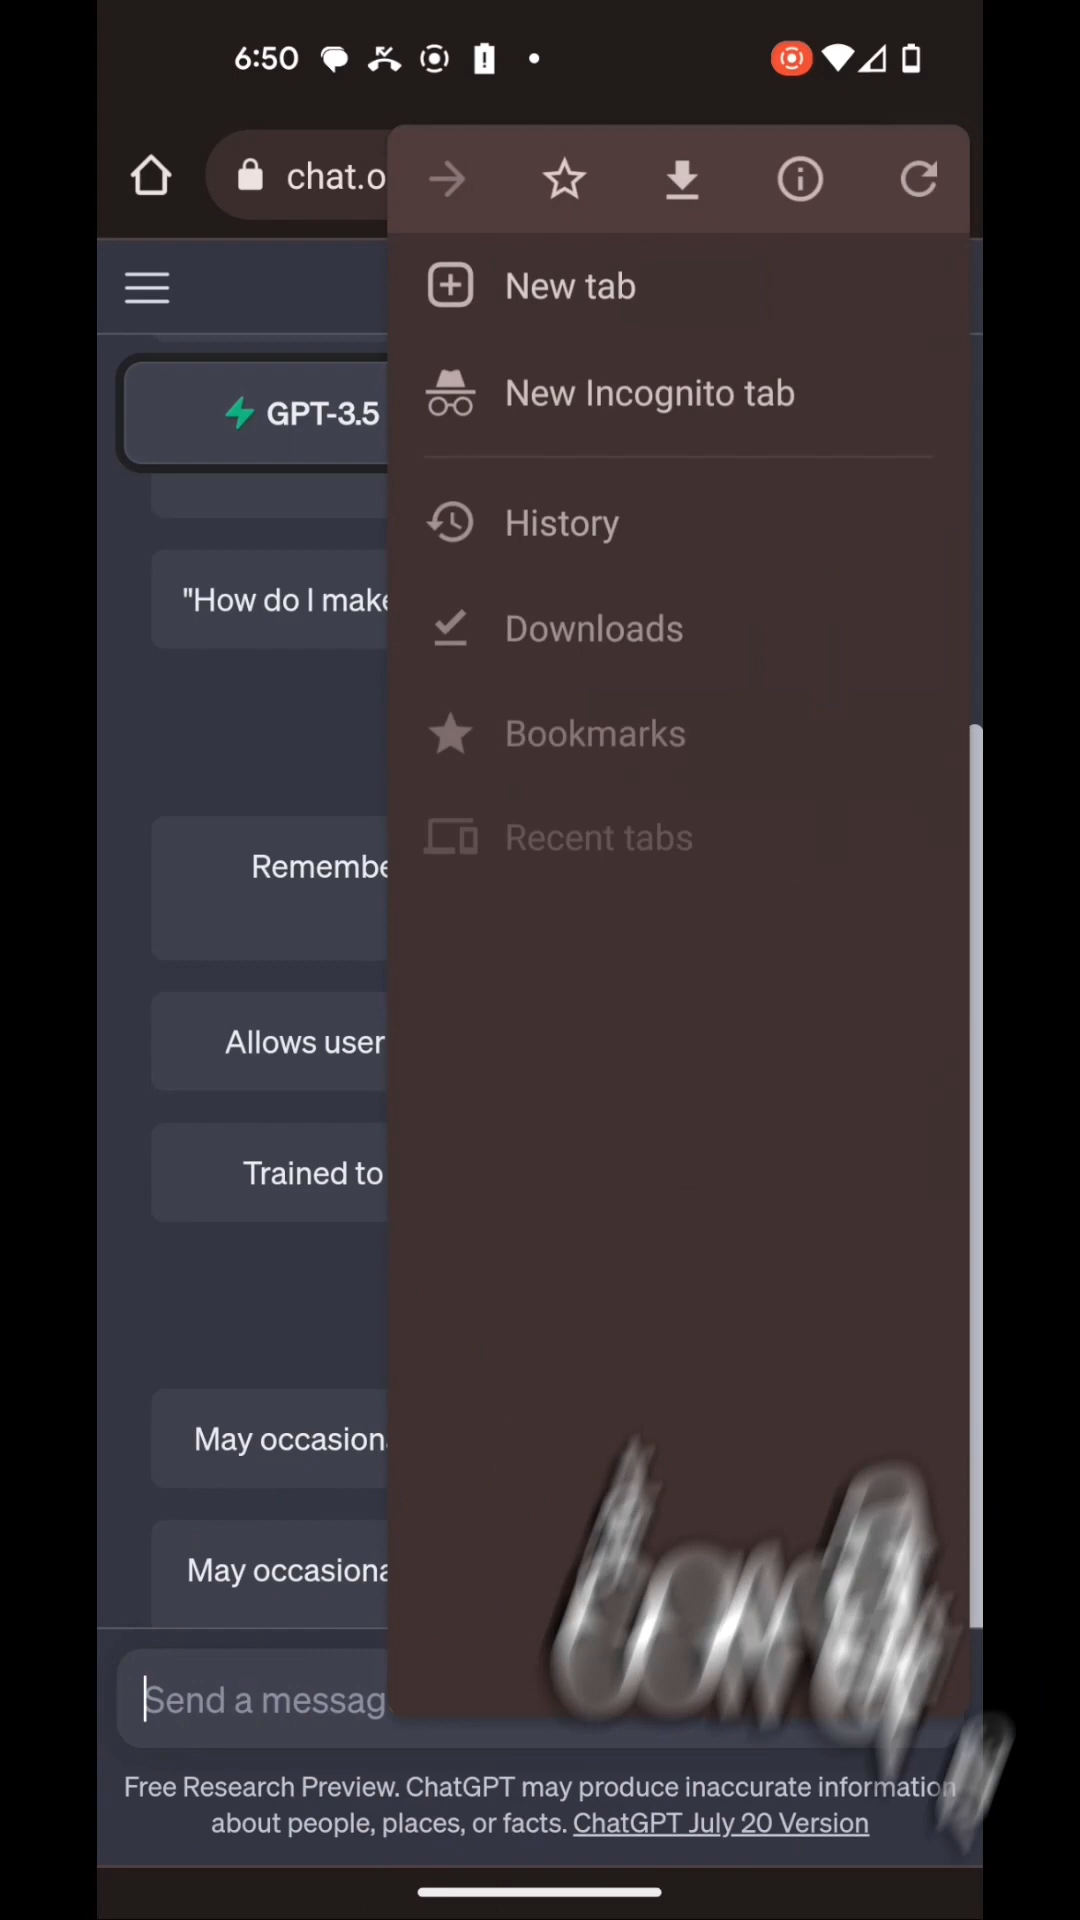 6:50
chat.o
New tab
New Incognito tab
GPT-3.5
History
"How do I make
Downloads
Bookmarks
Recent tabs
Remembe
Allows user
Trained to
May occasiona
May occasiona
Send a messag
Free Research Preview. ChatGPT may produce inaccurate information
about people, places, or facts. ChatGPT July 20 Version